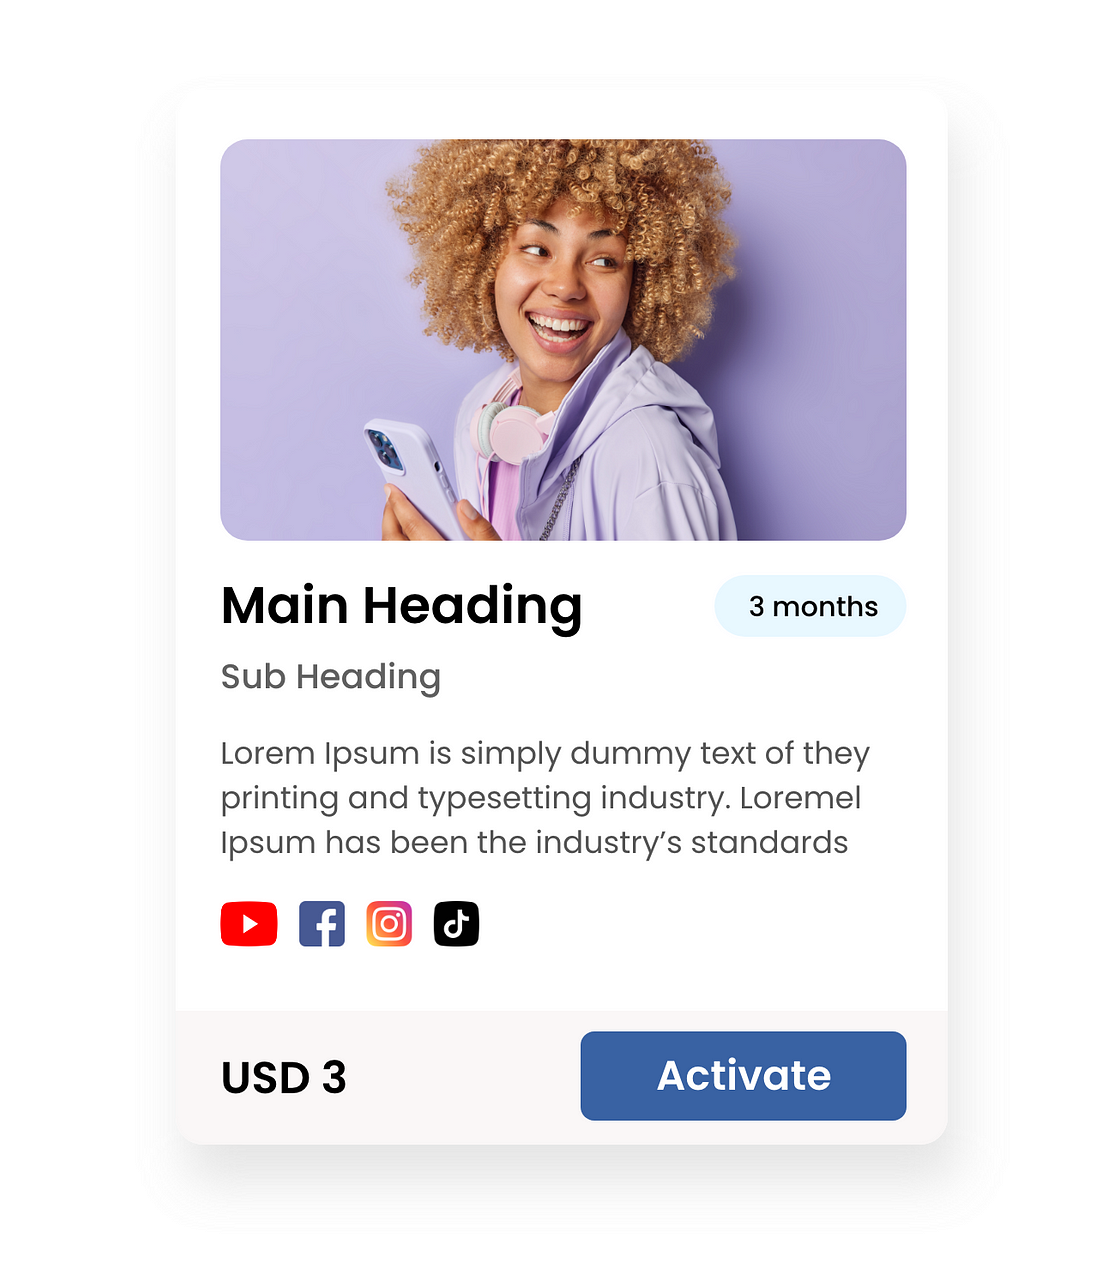 Main Heading
3 months
Sub Heading
Lorem Ipsum is simply dummy text of they
printing and typesetting industry. Loremel
Ipsum has been the industry’s standards
USD 3
Activate